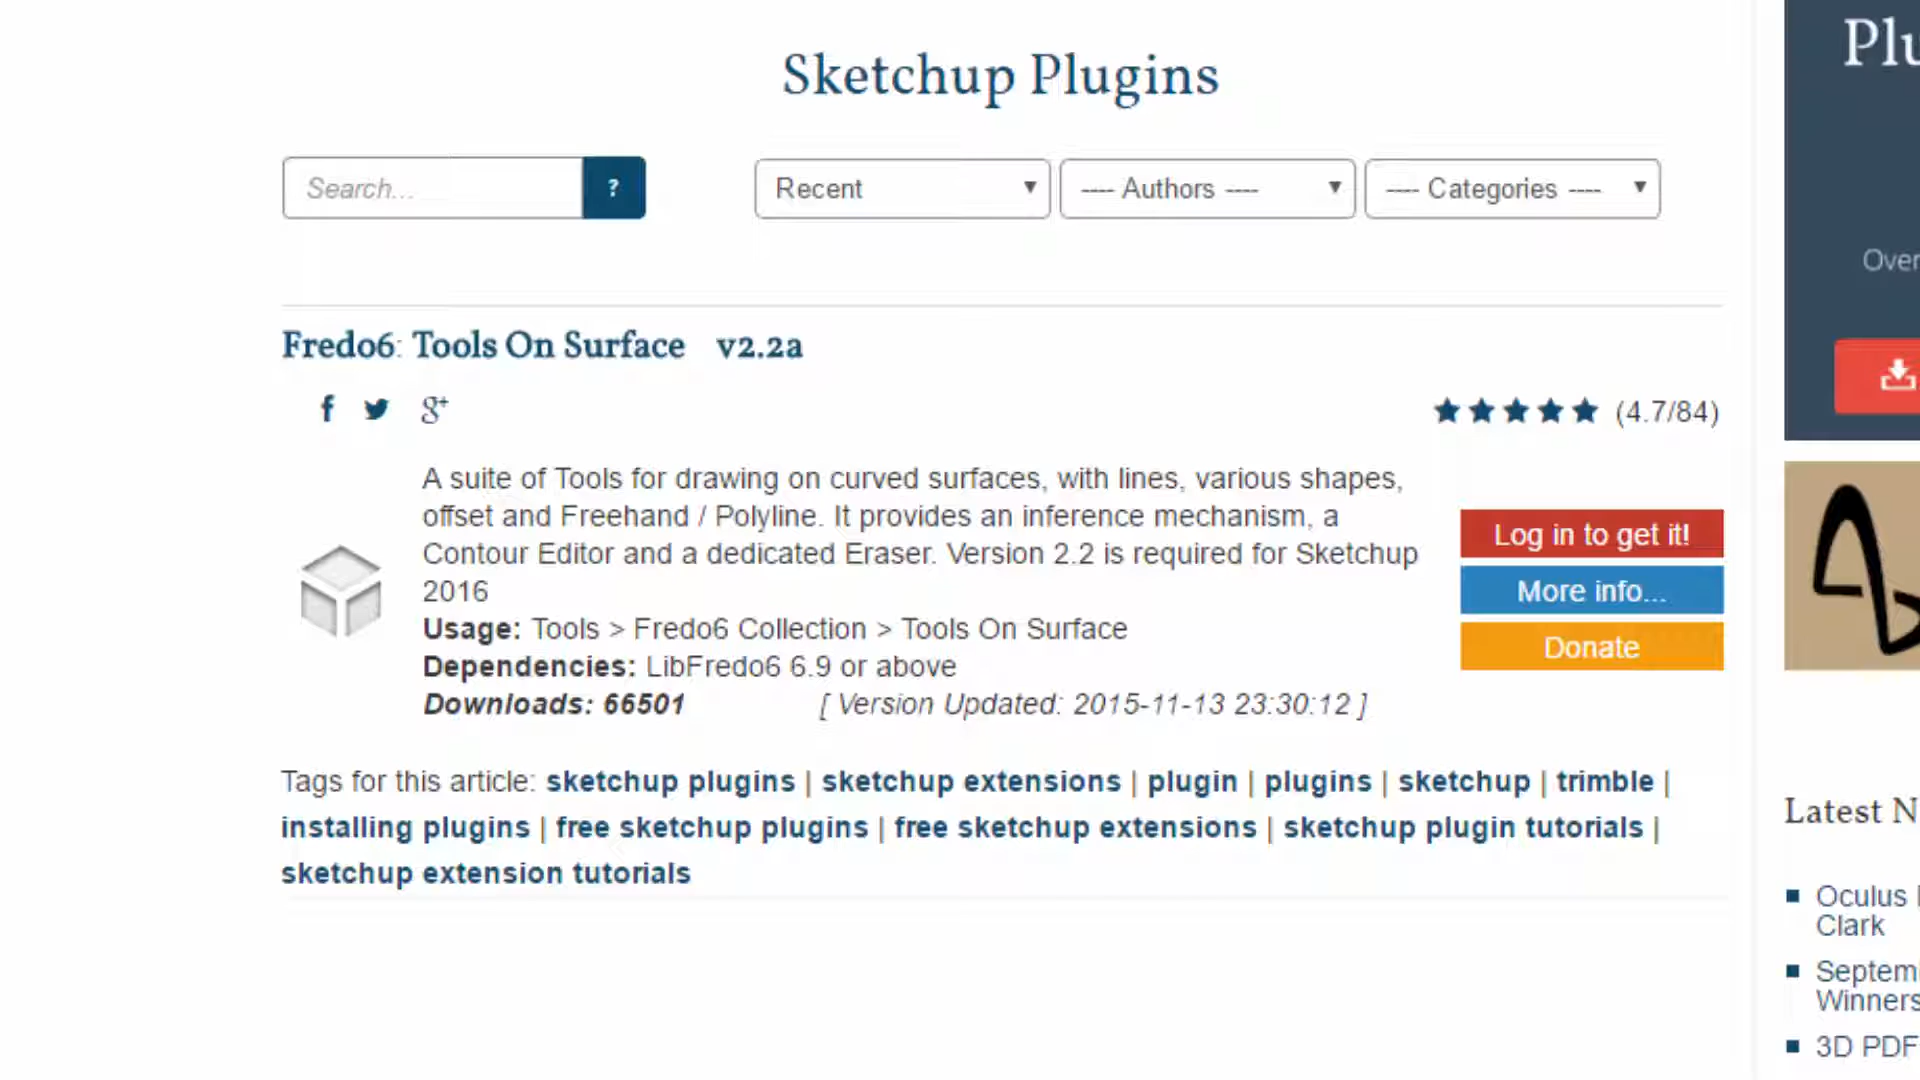 Sketchup Plugins
Search...
?
Recent
---- Authors ----
---- Categories ----
Fredo6: Tools On Surface v2.2a
(4.7/84)
A suite of Tools for drawing on curved surfaces, with lines, various shapes,
offset and Freehand / Polyline. It provides an inference mechanism, a
Contour Editor and a dedicated Eraser. Version 2.2 is required for Sketchup
2016
Usage: Tools > Fredo6 Collection > Tools On Surface
Dependencies: LibFredo6 6.9 or above
Downloads: 66501 [ Version Updated: 2015-11-13 23:30:12 ]
Log in to get it!
More info...
Donate
Tags for this article: sketchup plugins | sketchup extensions | plugin | plugins | sketchup | trimble |
installing plugins | free sketchup plugins | free sketchup extensions | sketchup plugin tutorials |
sketchup extension tutorials
Plu
Over
Latest N
Oculus
Clark
Septem
Winners
3D PDF